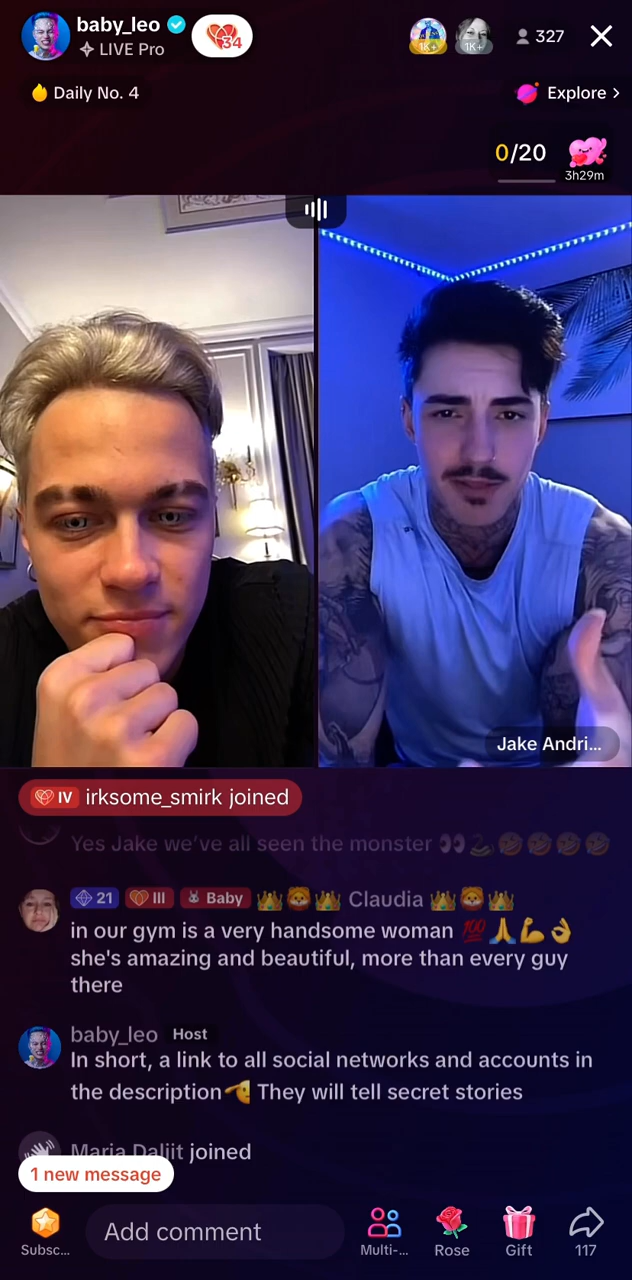 baby_leo
LIVE Pro
34
1K+
1K+
327
Daily No. 4
Explore >
0/20
3h29m
Jake Andri...
IV irksome_smirk joined
Yes Jake we've all seen the monster 👀🐍🤣🤣🤣🤣
21 III Baby 👑🦁👑 Claudia 👑🦁👑
in our gym is a very handsome woman 💯🙏💪👌
she's amazing and beautiful, more than every guy
there
baby_leo Host
In short, a link to all social networks and accounts in
the description🫲 They will tell secret stories
Maria Daljit joined
1 new message
Add comment
Subsc...
Multi-...
Rose
Gift
117